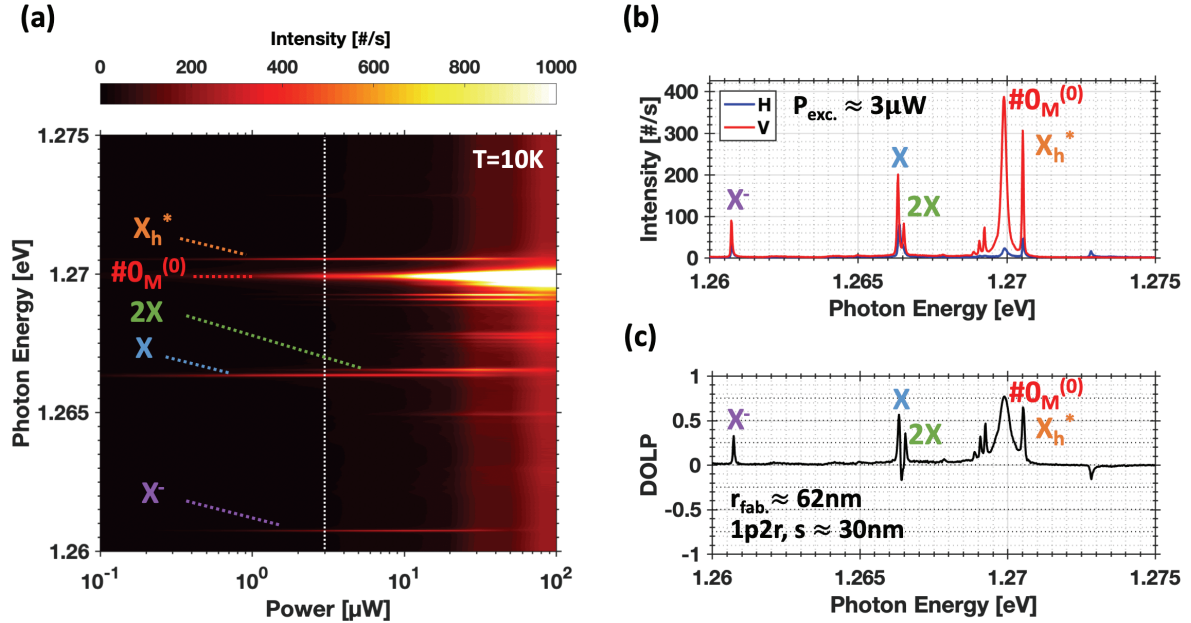 (a)
Intensity [#/s]
0 200 400 600 800 1000
T=10K
Xh*
#0M(0)
2X
X
X-
1.275
1.27
1.265
1.26
Photon Energy [eV]
10-1 100 101 102
Power [µW]
(b)
H
V
Pexc. ≈ 3µW
#0M(0)
Xh*
X
2X
X-
400
300
200
100
0
Intensity [#/s]
1.26 1.265 1.27 1.275
Photon Energy [eV]
(c)
#0M(0)
X
X-
2X
Xh*
rfab. ≈ 62nm
1p2r, s ≈ 30nm
1
0.5
0
-0.5
-1
DOLP
1.26 1.265 1.27 1.275
Photon Energy [eV]